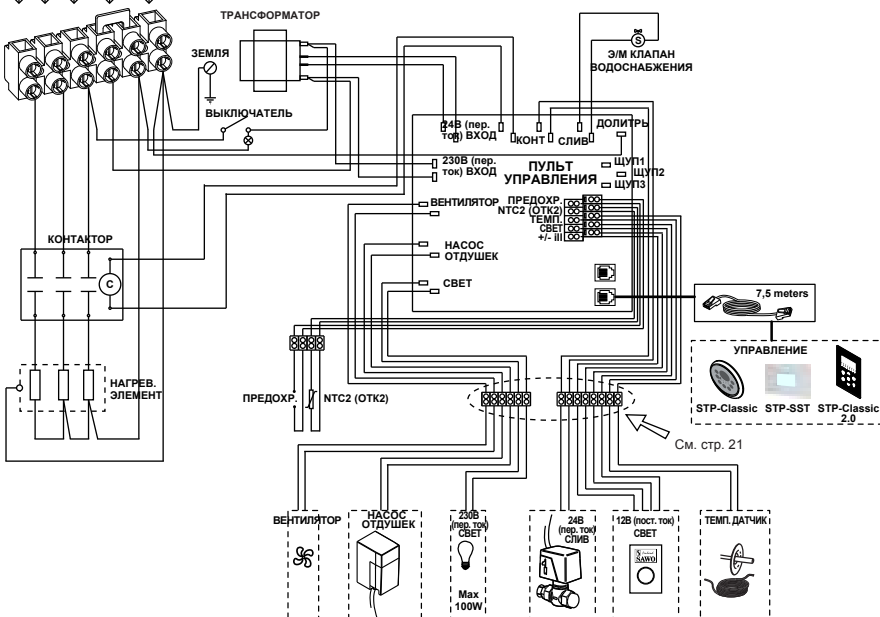 ТРАНСФОРМАТОР
ЗЕМЛЯ
ВЫКЛЮЧАТЕЛЬ
S
Э/М КЛАПАН
ВОДОСНАБЖЕНИЯ
24В (пер.
ток) ВХОД
КОНТ
СЛИВ
ДОЛИТРЬ
230В (пер.
ток) ВХОД
ПУЛЬТ
УПРАВЛЕНИЯ
ЩУП1
ЩУП2
ЩУП3
ВЕНТИЛЯТОР
ПРЕДОХР.
NTC2 (ОТК2)
ТЕМП.
СВЕТ
+/- ill
НАСОС
ОТДУШЕК
СВЕТ
КОНТАКТОР
C
7,5 meters
НАГРЕВ.
ЭЛЕМЕНТ
УПРАВЛЕНИЕ
STP-Classic
STP-SST
STP-Classic
2.0
ПРЕДОХР.
NTC2 (ОТК2)
См. стр. 21
ВЕНТИЛЯТОР
НАСОС
ОТДУШЕК
230В
(пер. ток)
СВЕТ
Max
100W
24В
(пер. ток)
СЛИВ
12В (пост. ток)
СВЕТ
SAWO
ТЕМП. ДАТЧИК